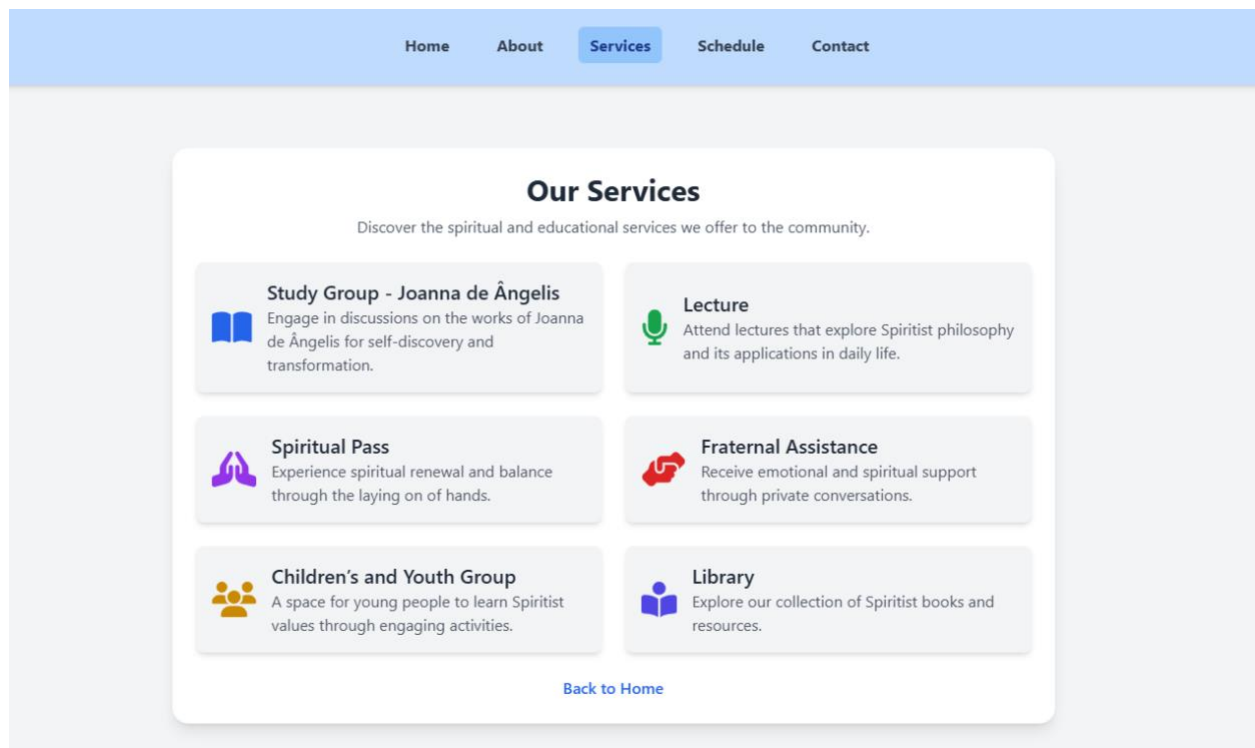 Home About Services Schedule Contact
Our Services
Discover the spiritual and educational services we offer to the community.
Study Group - Joanna de Ângelis
Engage in discussions on the works of Joanna
de Ângelis for self-discovery and
transformation.
Lecture
Attend lectures that explore Spiritist philosophy
and its applications in daily life.
Spiritual Pass
Experience spiritual renewal and balance
through the laying on of hands.
Fraternal Assistance
Receive emotional and spiritual support
through private conversations.
Children’s and Youth Group
A space for young people to learn Spiritist
values through engaging activities.
Library
Explore our collection of Spiritist books and
resources.
Back to Home